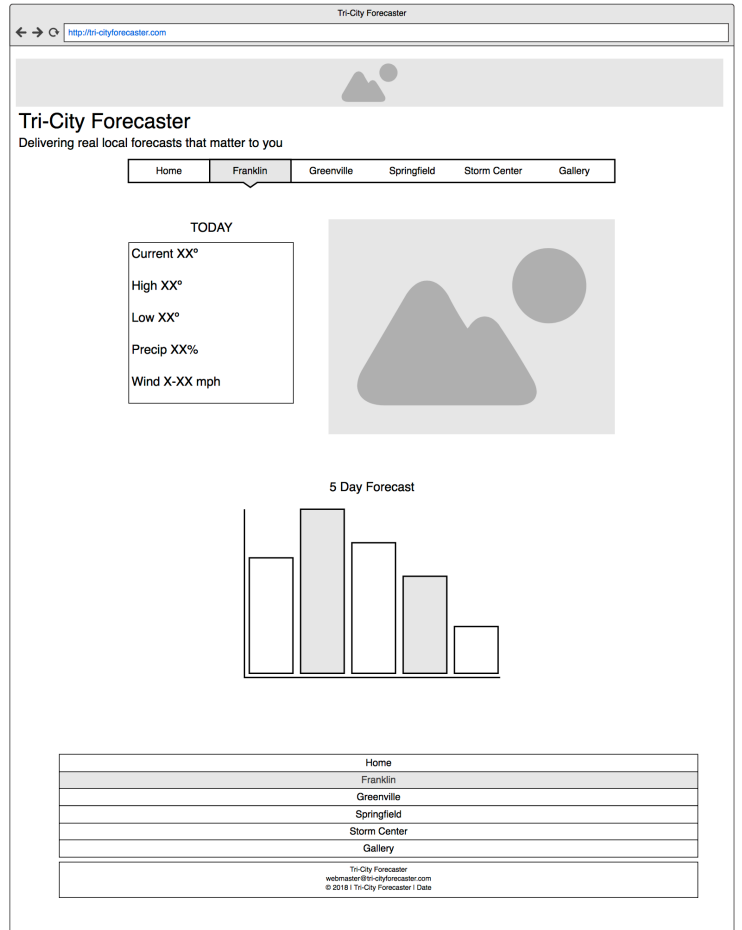 Tri-City Forecaster
http://tri-cityforecaster.com
Tri-City Forecaster
Delivering real local forecasts that matter to you
Home Franklin Greenville Springfield Storm Center Gallery
TODAY
Current XXº
High XXº
Low XXº
Precip XX%
Wind X-XX mph
5 Day Forecast
Home
Franklin
Greenville
Springfield
Storm Center
Gallery
Tri-City Forecaster
webmaster@tri-cityforecaster.com
© 2018 | Tri-City Forecaster | Date